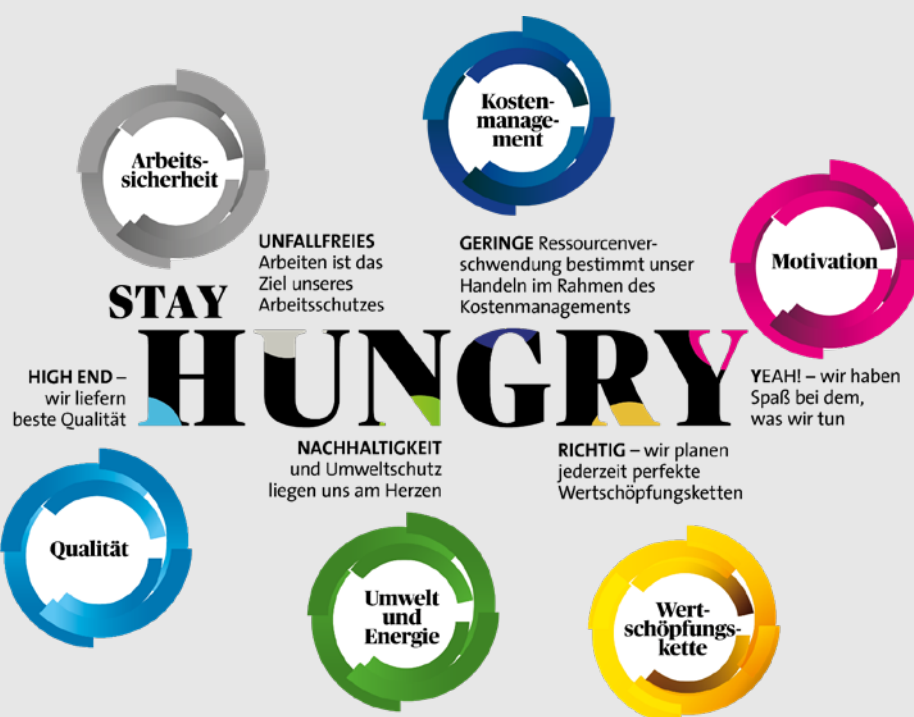 Kosten-
manage-
ment
Arbeits-
sicherheit
Motivation
UNFALLFREIES
Arbeiten ist das
Ziel unseres
Arbeitsschutzes
GERINGE Ressourcenver-
schwendung bestimmt unser
Handeln im Rahmen des
Kostenmanagements
STAY
HUNGRY
HIGH END –
wir liefern
beste Qualität
YEAH! – wir haben
Spaß bei dem,
was wir tun
NACHHALTIGKEIT
und Umweltschutz
liegen uns am Herzen
RICHTIG – wir planen
jederzeit perfekte
Wertschöpfungsketten
Qualität
Umwelt
und
Energie
Wert-
schöpfungs-
kette